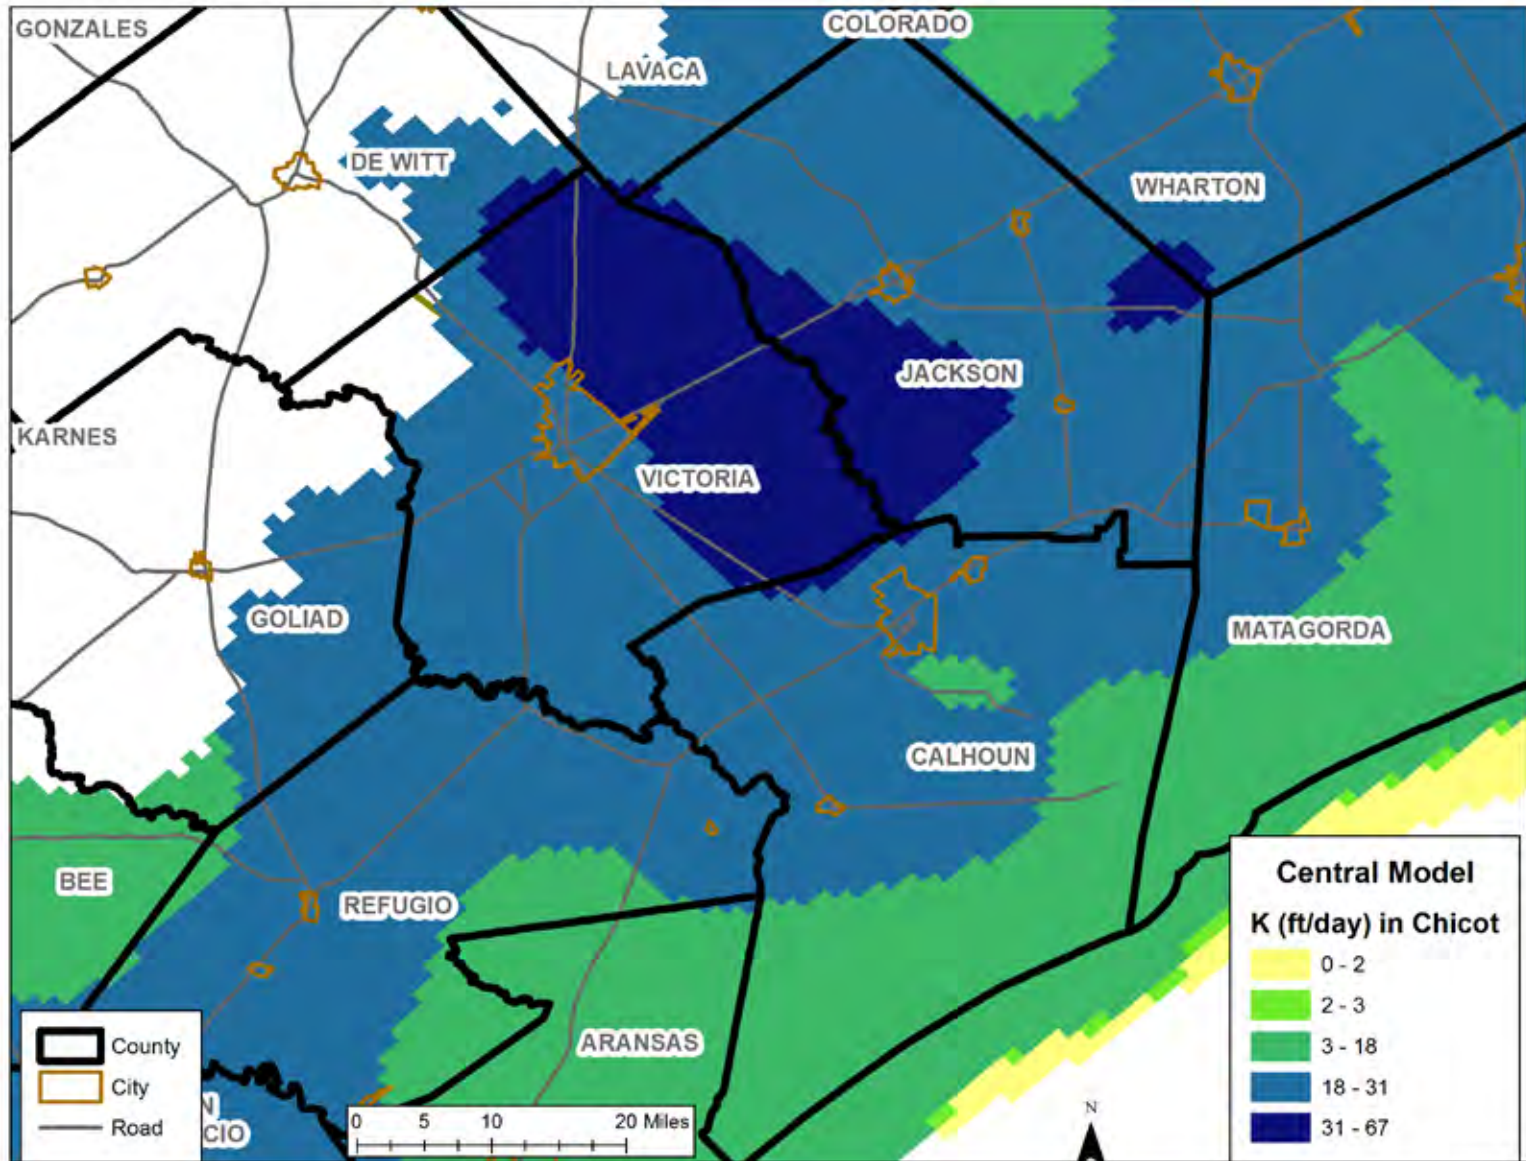 GONZALES
COLORADO
LAVACA
DE WITT
WHARTON
JACKSON
KARNES
VICTORIA
GOLIAD
MATAGORDA
CALHOUN
BEE
REFUGIO
ARANSAS
N
CIO
County
City
Road
0 5 10 20 Miles
N
Central Model
K (ft/day) in Chicot
0 - 2
2 - 3
3 - 18
18 - 31
31 - 67